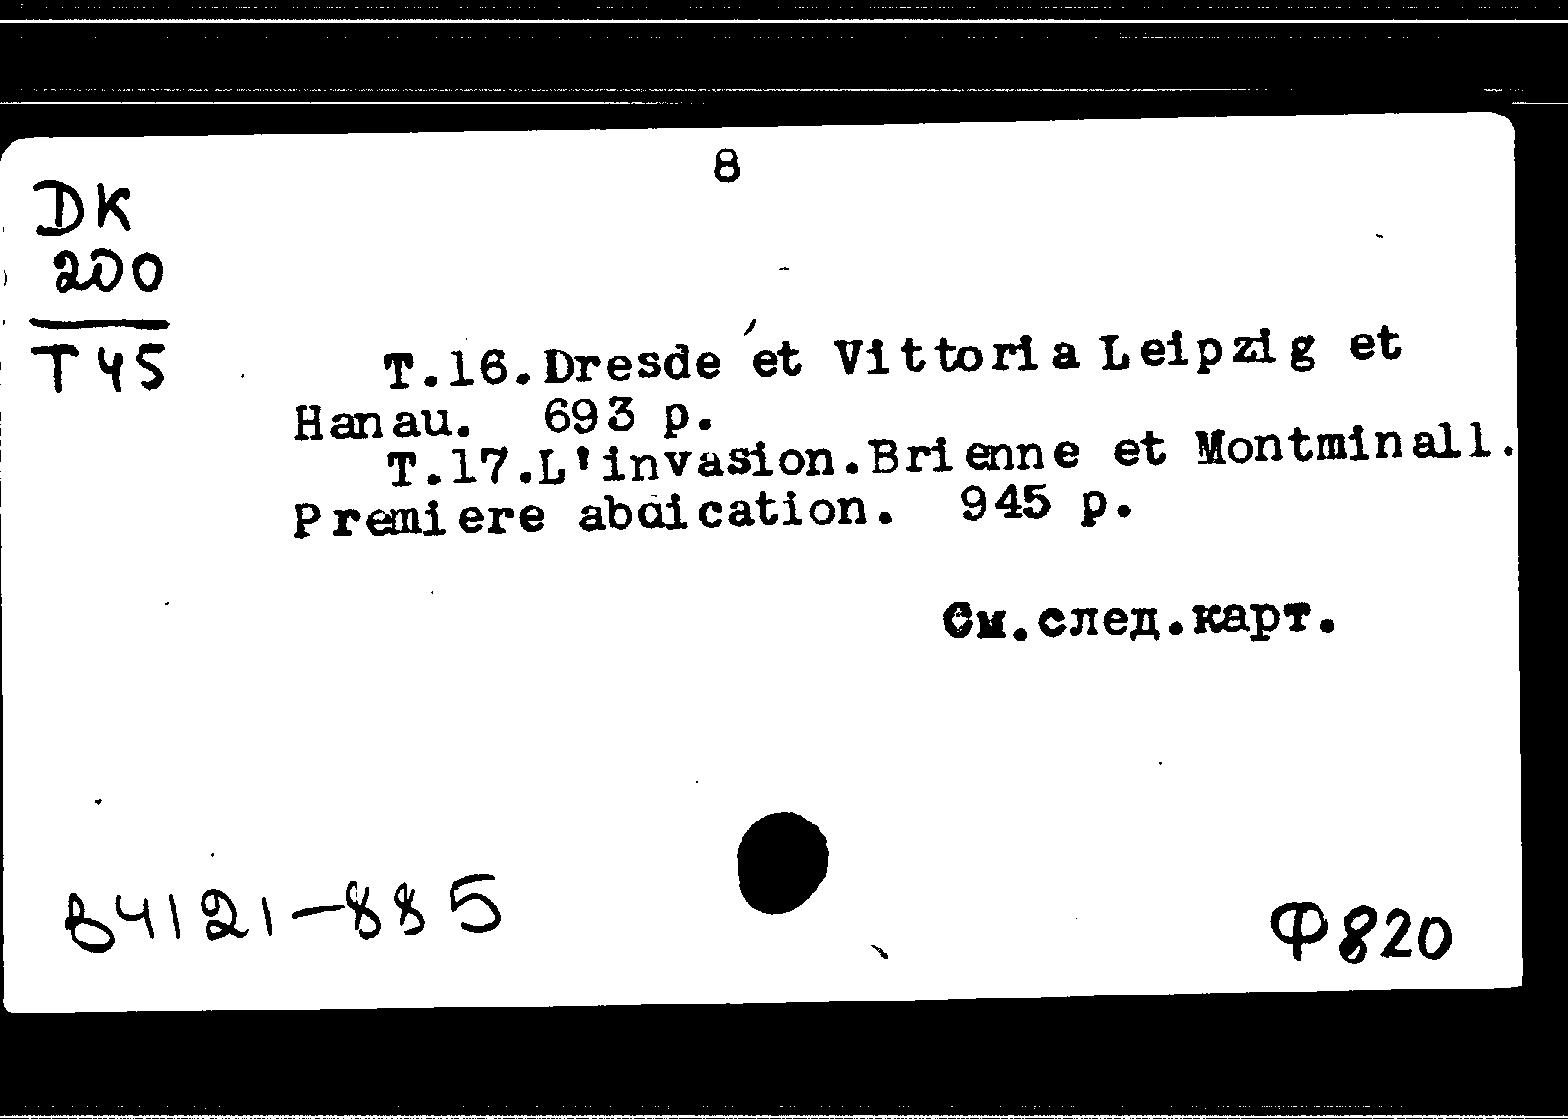 8
DK
200
T45
T.16.Dresde et Vittoria Leipzig et
Hanau. 693 p.
T.17.L'invasion.Brienne et Montminall.
Premiere abdication. 945 p.
См.след.карт.
84121-885
Ф820